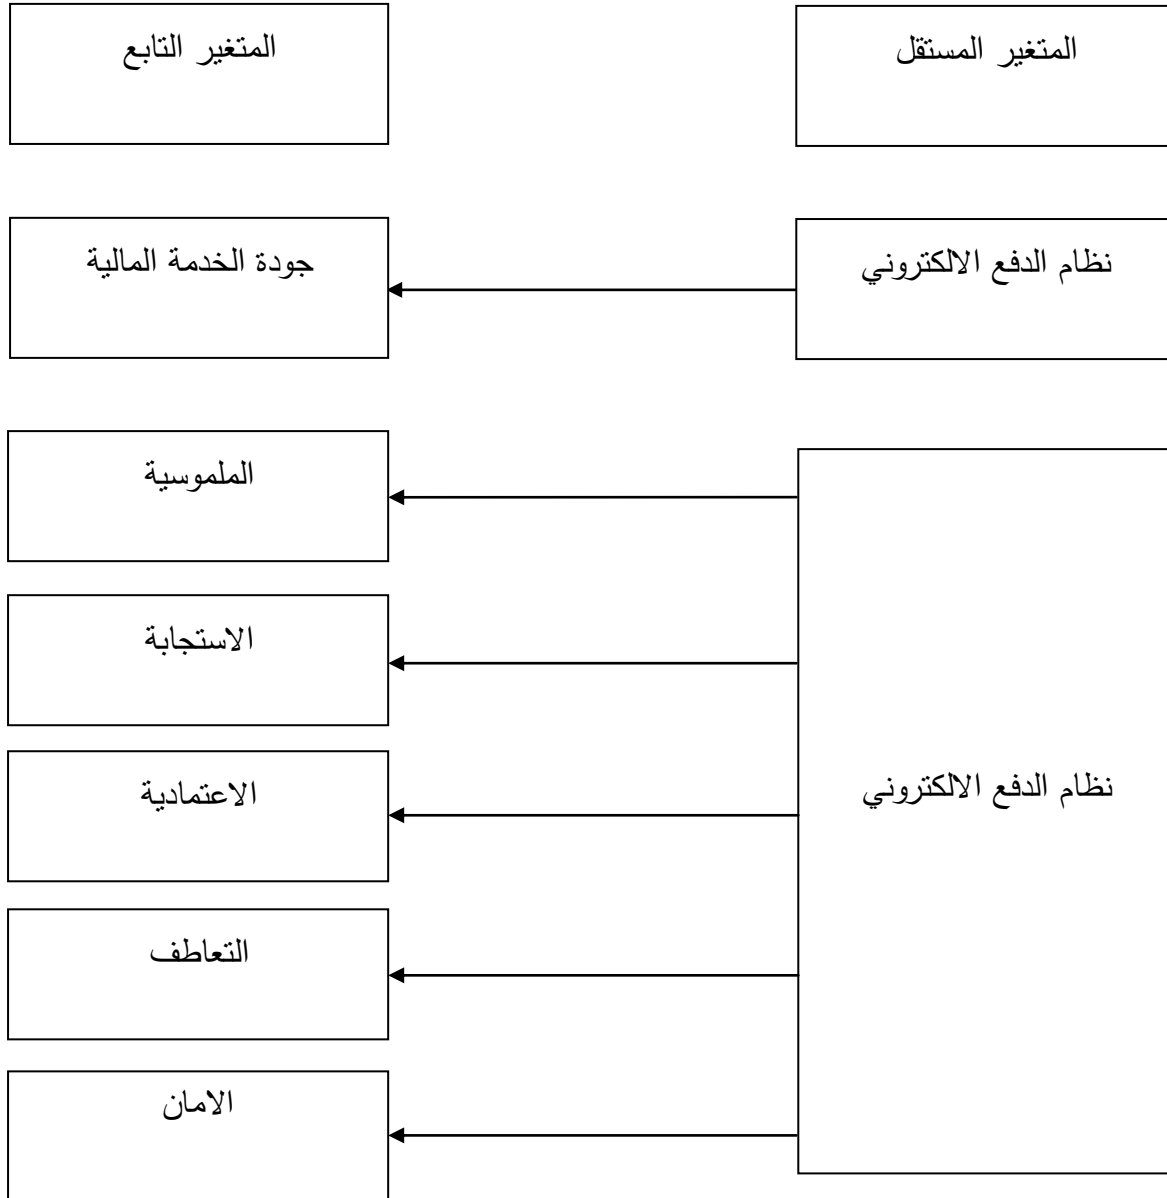 المتغير المستقل
المتغير التابع
نظام الدفع الالكتروني
جودة الخدمة المالية
الملموسية
الاستجابة
نظام الدفع الالكتروني
الاعتمادية
التعاطف
الامان